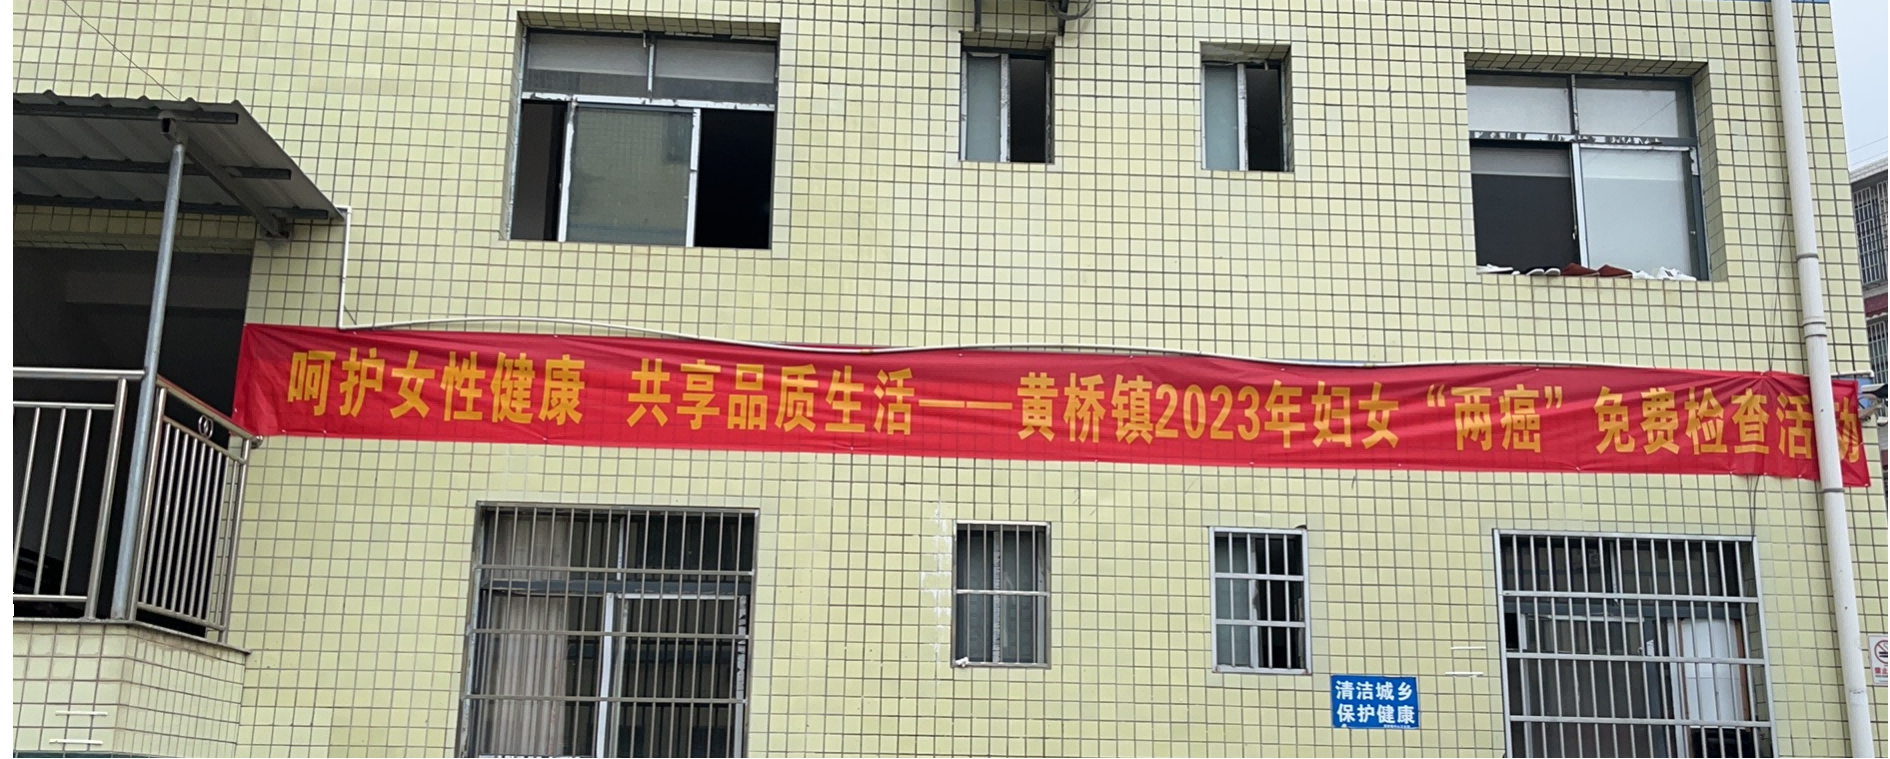 呵护女性健康 共享品质生活——黄桥镇2023年妇女“两癌”免费检查活动
清洁城乡
保护健康